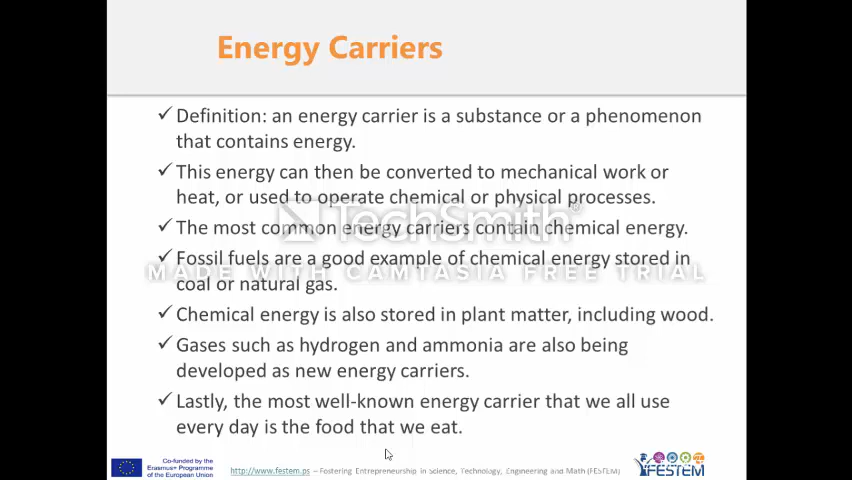 Energy Carriers
✓ Definition: an energy carrier is a substance or a phenomenon
that contains energy.
✓ This energy can then be converted to mechanical work or
heat, or used to operate chemical or physical processes.
TechSmith®
✓ The most common energy carriers contain chemical energy.
✓ Fossil fuels are a good example of chemical energy stored in
MADE WITH CAMTASIA FREE TRIAL
coal or natural gas.
✓ Chemical energy is also stored in plant matter, including wood.
✓ Gases such as hydrogen and ammonia are also being
developed as new energy carriers.
✓ Lastly, the most well-known energy carrier that we all use
every day is the food that we eat.
Co-funded by the
Erasmus+ Programme
of the European Union
http://www.festem.ps – Fostering Entrepreneurship in Science, Technology, Engineering and Math (FESTEM)
FESTEM